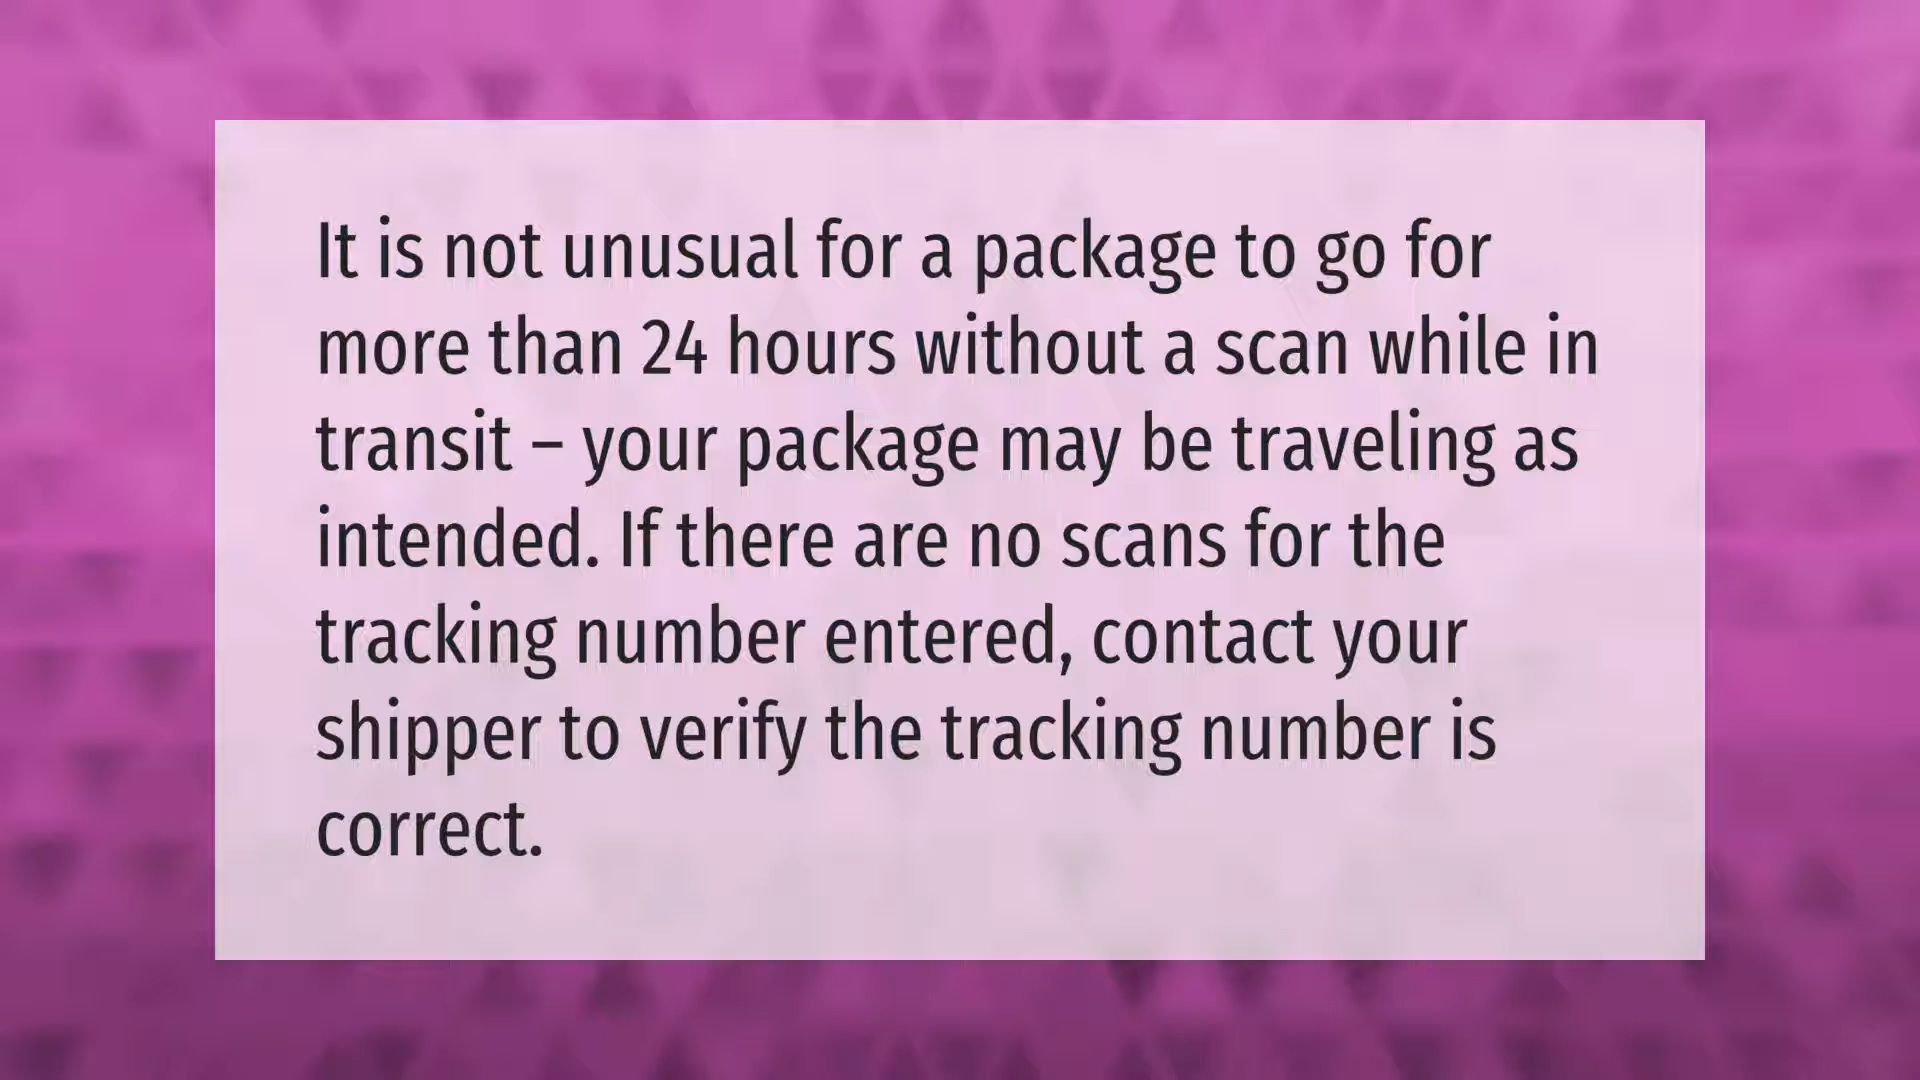 It is not unusual for a package to go for
more than 24 hours without a scan while in
transit – your package may be traveling as
intended. If there are no scans for the
tracking number entered, contact your
shipper to verify the tracking number is
correct.